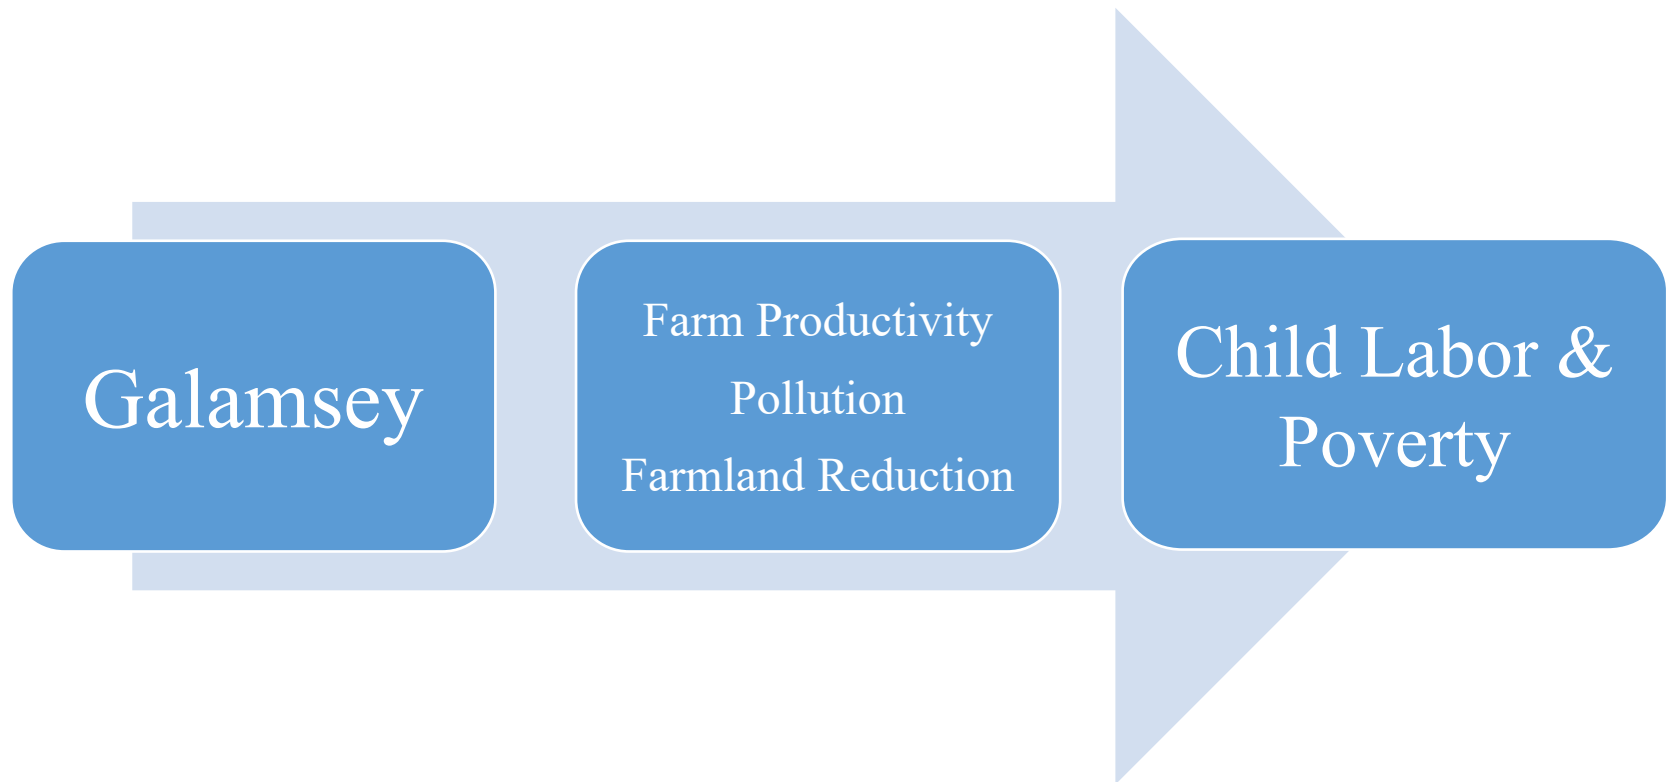 Galamsey
Farm Productivity
Pollution
Farmland Reduction
Child Labor &
Poverty